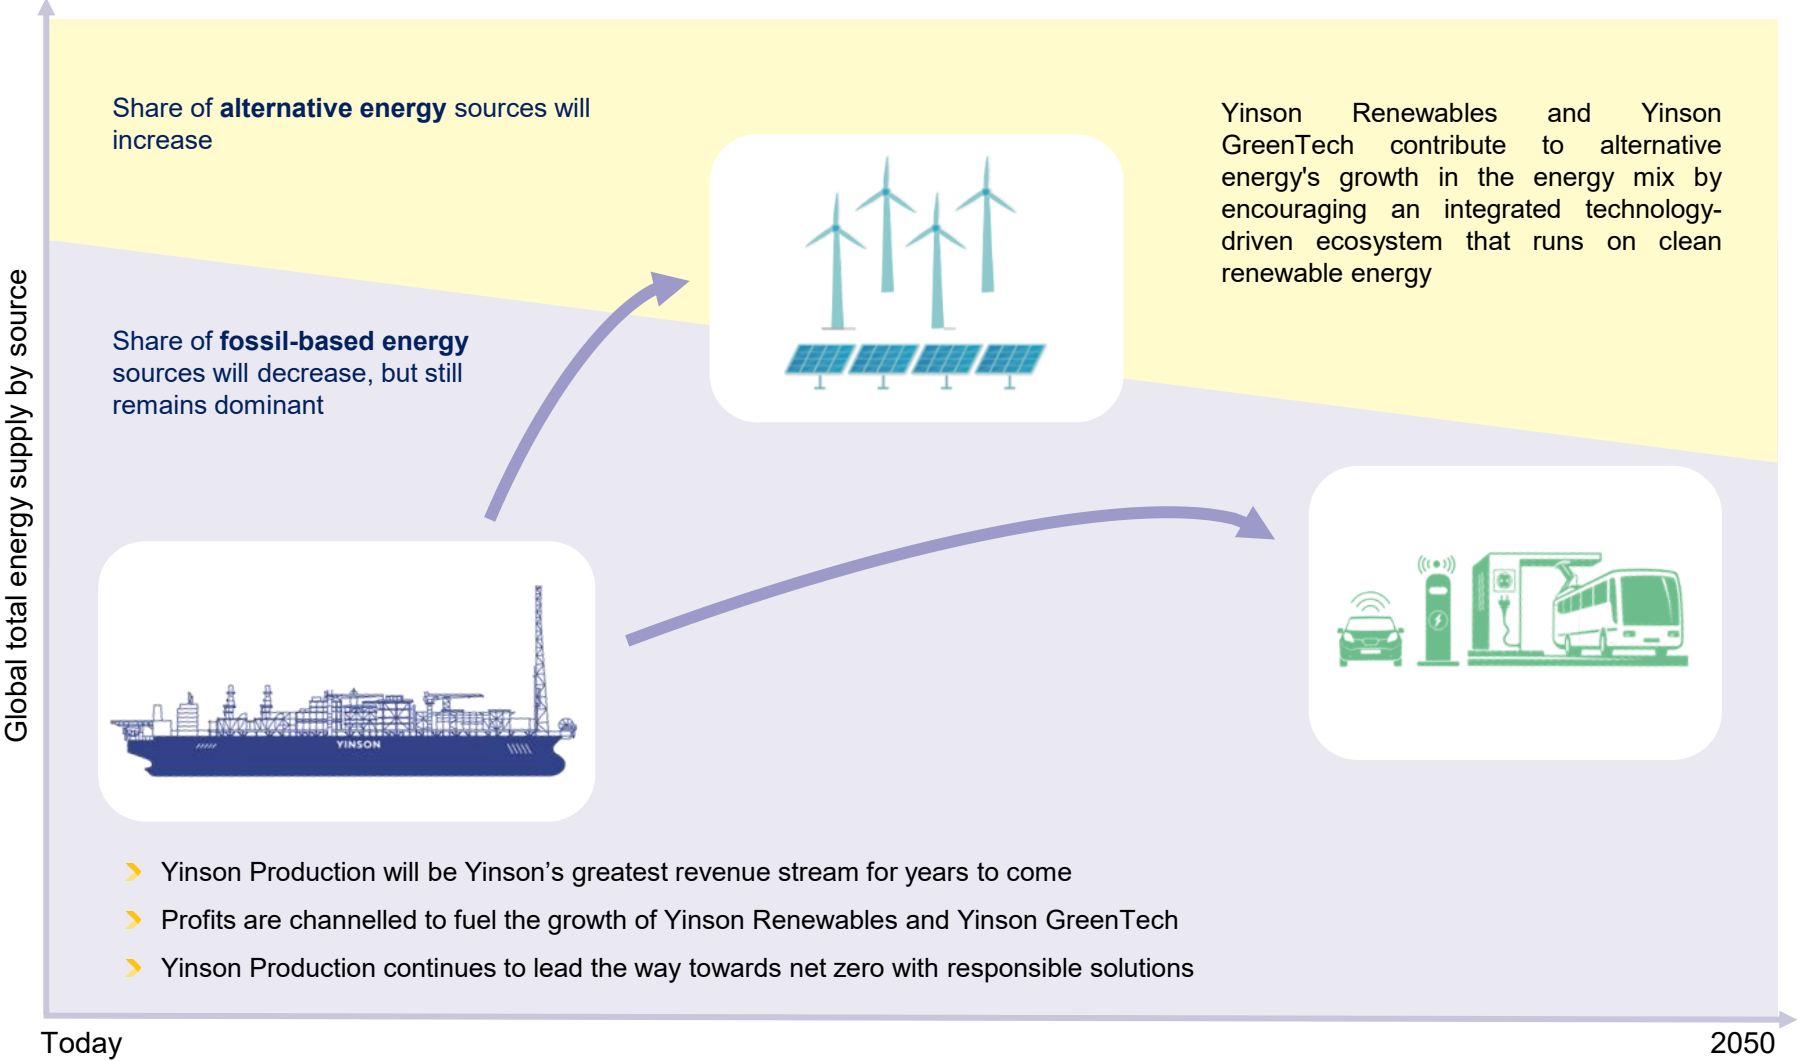 Share of alternative energy sources will
increase
Yinson Renewables and Yinson
GreenTech contribute to alternative
energy's growth in the energy mix by
encouraging an integrated technology-
driven ecosystem that runs on clean
renewable energy
Share of fossil-based energy
sources will decrease, but still
remains dominant
Global total energy supply by source
YINSON
Yinson Production will be Yinson’s greatest revenue stream for years to come
Profits are channelled to fuel the growth of Yinson Renewables and Yinson GreenTech
Yinson Production continues to lead the way towards net zero with responsible solutions
Today
2050